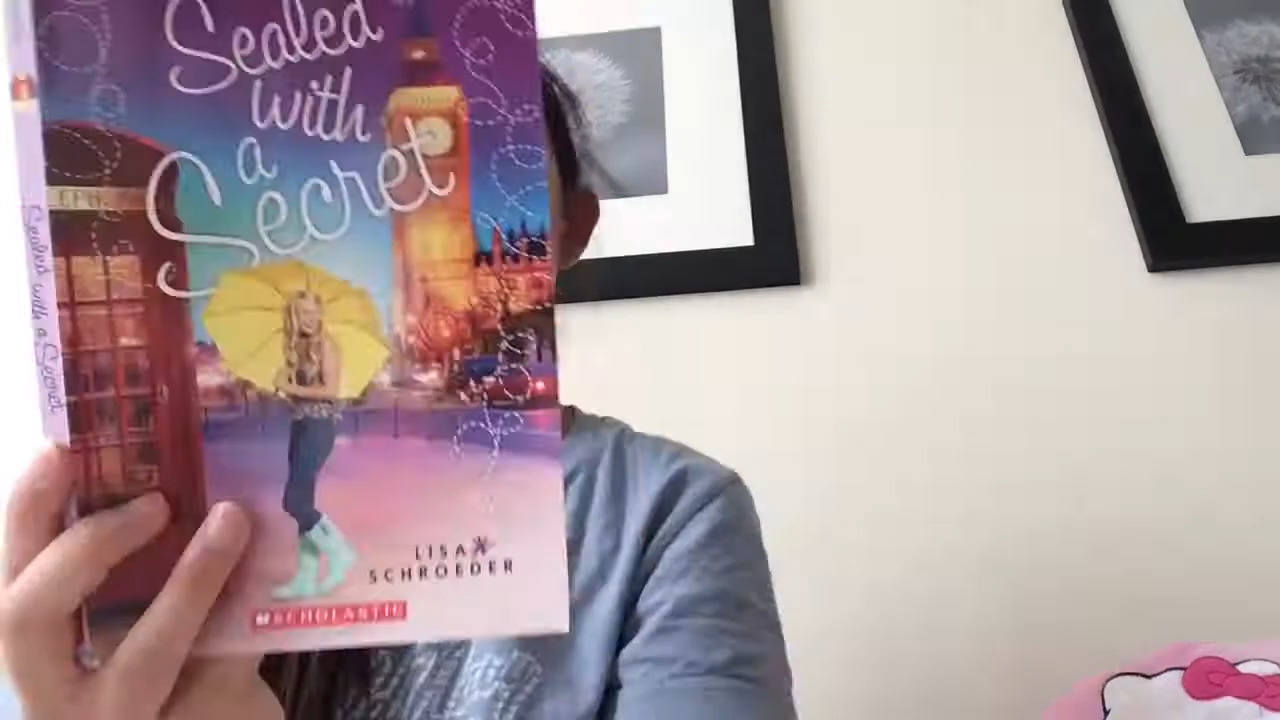 Sealed
with
a
Secret
Sealed with a Secret
LISA
SCHROEDER
SCHOLASTIC